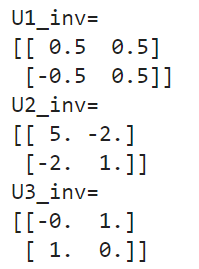 U1_inv=
[[ 0.5  0.5]
 [-0.5  0.5]]
U2_inv=
[[ 5. -2.]
 [-2.  1.]]
U3_inv=
[[-0.  1.]
 [ 1.  0.]]